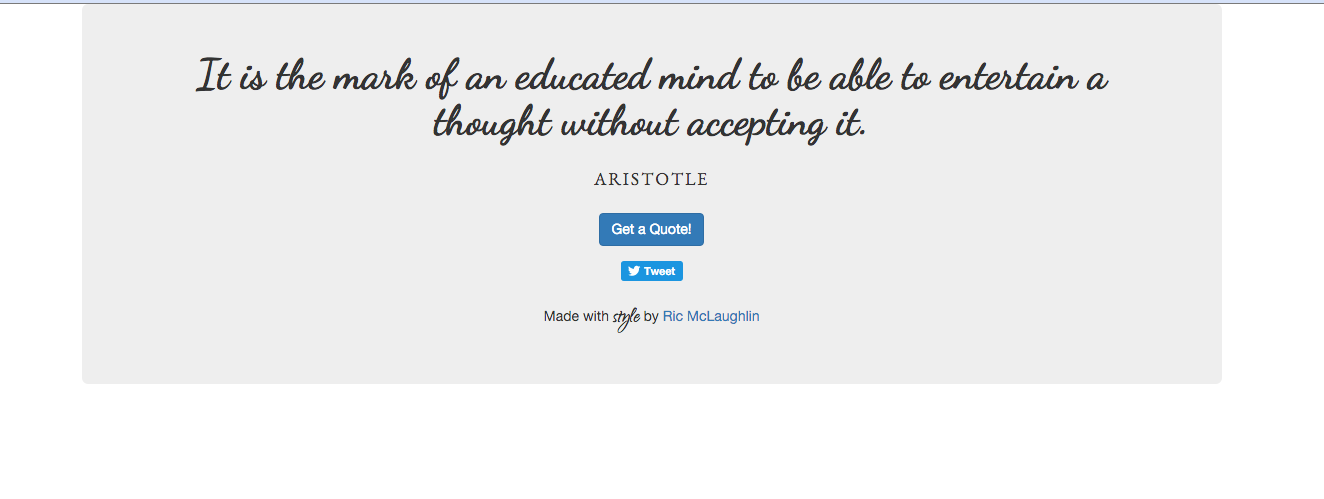 It is the mark of an educated mind to be able to entertain a
thought without accepting it.
ARISTOTLE
Get a Quote!
Tweet
Made with style by Ric McLaughlin